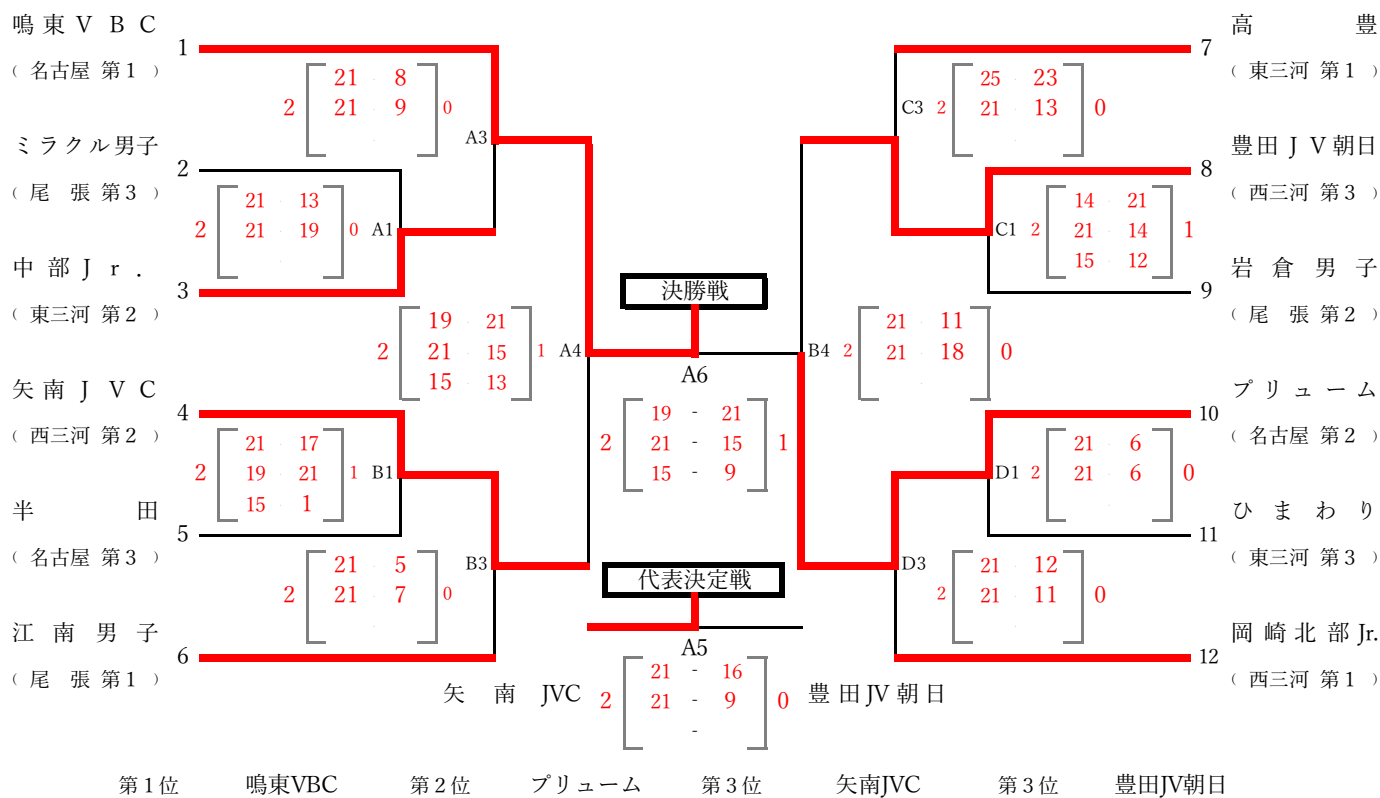 鳴東ＶＢＣ
1
（名古屋 第１）
2 [ 21 8 ] 0
21 9
A3
ミラクル男子
2
（尾　張 第３）
2 [ 21 13 ] 0
21 19
A1
中部Ｊｒ．
3
（東三河 第２）
19 21
2 21 15 1
15 13
A4
矢南ＪＶＣ
4
（西三河 第２）
21 17
2 19 21 1
15 1
B1
半田
5
（名古屋 第３）
21 5
2 21 7 0
B3
江南男子
6
（尾　張 第１）
決勝戦
A6
19 - 21
2 21 - 15 1
15 - 9
代表決定戦
A5
21 - 16
矢南JVC 2 21 - 9 0 豊田JV朝日
-
高豊
7
（東三河 第１）
25 23
C3 2 21 13 0
豊田ＪＶ朝日
8
（西三河 第３）
14 21
C1 2 21 14 1
15 12
岩倉男子
9
（尾　張 第２）
21 11
B4 2 21 18 0
プリューム
10
（名古屋 第２）
21 6
D1 2 21 6 0
ひまわり
11
（東三河 第３）
21 12
D3 2 21 11 0
岡崎北部Jr.
12
（西三河 第１）
第１位 鳴東VBC 第２位 プリューム 第３位 矢南JVC 第３位 豊田JV朝日